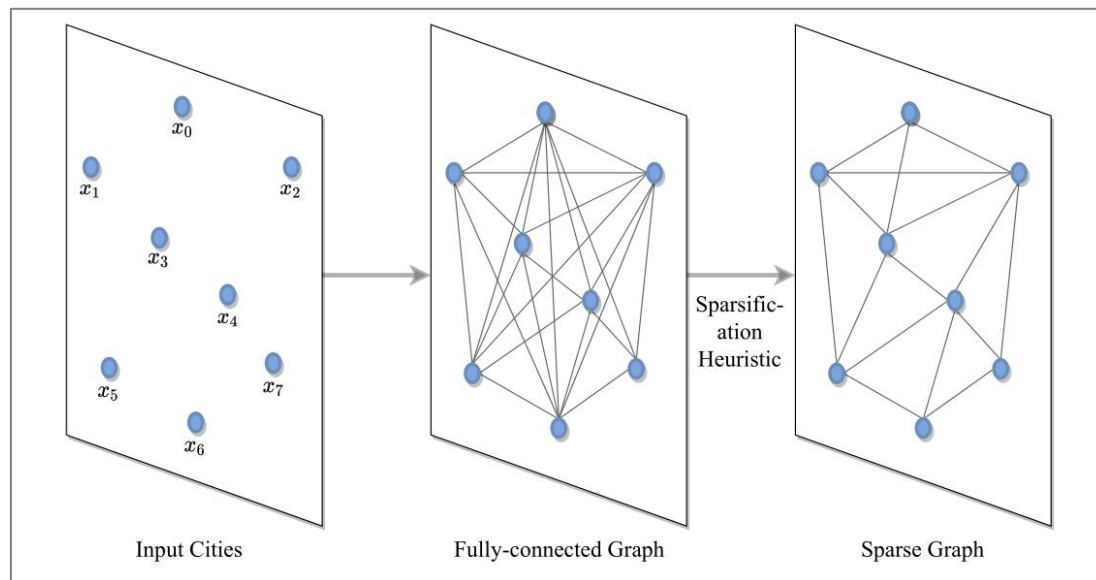 x0
x1
x2
x3
x4
x5
x7
x6
Sparsific-
ation
Heuristic
Input Cities
Fully-connected Graph
Sparse Graph